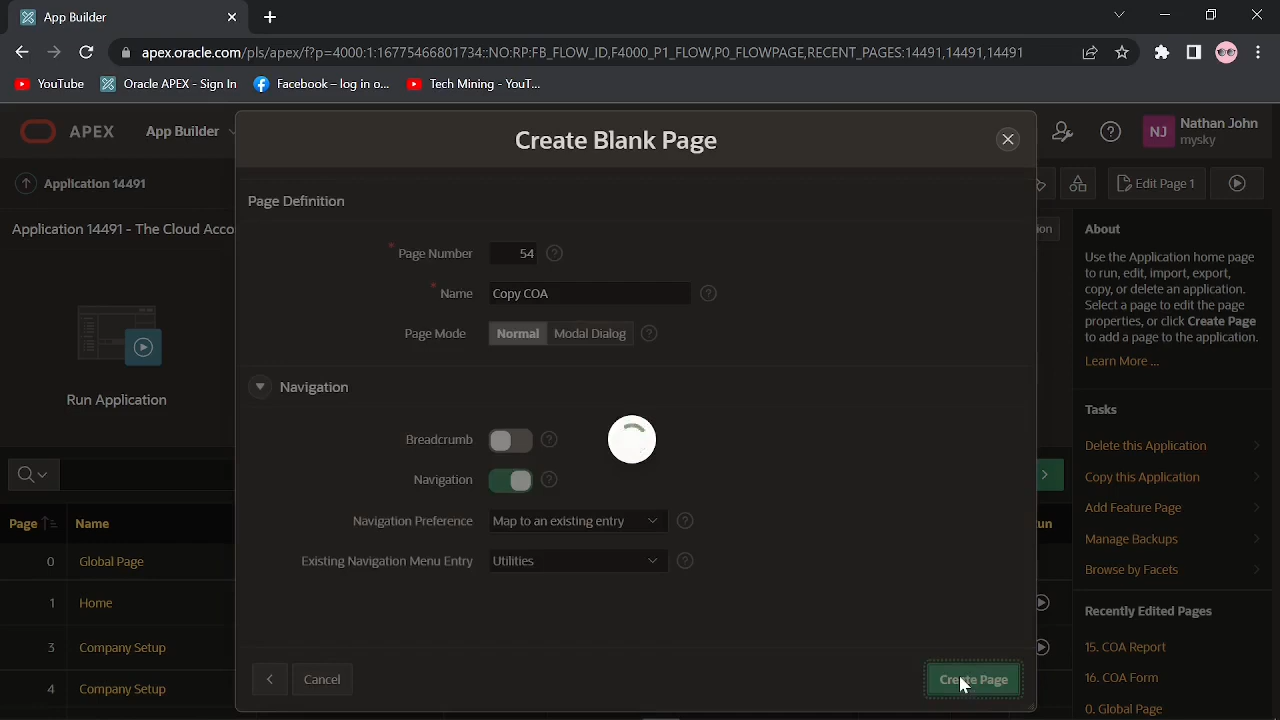 App Builder
apex.oracle.com/pls/apex/f?p=4000:1:16775466801734::NO:RP:FB_FLOW_ID,F4000_P1_FLOW,P0_FLOWPAGE,RECENT_PAGES:14491,14491,14491
YouTube
Oracle APEX - Sign In
Facebook – log in o...
Tech Mining - YouT...
APEX
App Builder
Create Blank Page
NJ
Nathan John
mysky
Application 14491
Edit Page 1
Application 14491 - The Cloud Acco
ion
Run Application
Page Definition
* Page Number 54
* Name Copy COA
Page Mode Normal Modal Dialog
Navigation
Breadcrumb
Navigation
Navigation Preference Map to an existing entry
Existing Navigation Menu Entry Utilities
Cancel
Create Page
Page Name
un
0 Global Page
1 Home
3 Company Setup
4 Company Setup
About
Use the Application home page
to run, edit, import, export,
copy, or delete an application.
Select a page to edit the page
properties, or click Create Page
to add a page to the application.
Learn More ...
Tasks
Delete this Application
Copy this Application
Add Feature Page
Manage Backups
Browse by Facets
Recently Edited Pages
15. COA Report
16. COA Form
0. Global Page